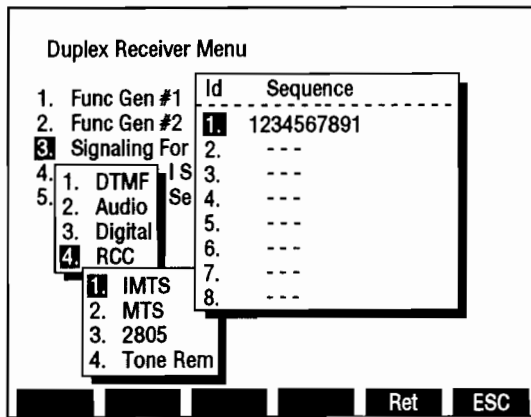 Duplex Receiver Menu
1. Func Gen #1
2. Func Gen #2
3. Signaling For
4. I S
5. Se
1. DTMF
2. Audio
3. Digital
4. RCC
1. IMTS
2. MTS
3. 2805
4. Tone Rem
Id Sequence
1. 1234567891
2. - - -
3. - - -
4. - - -
5. - - -
6. - - -
7. - - -
8. - - -
Ret ESC